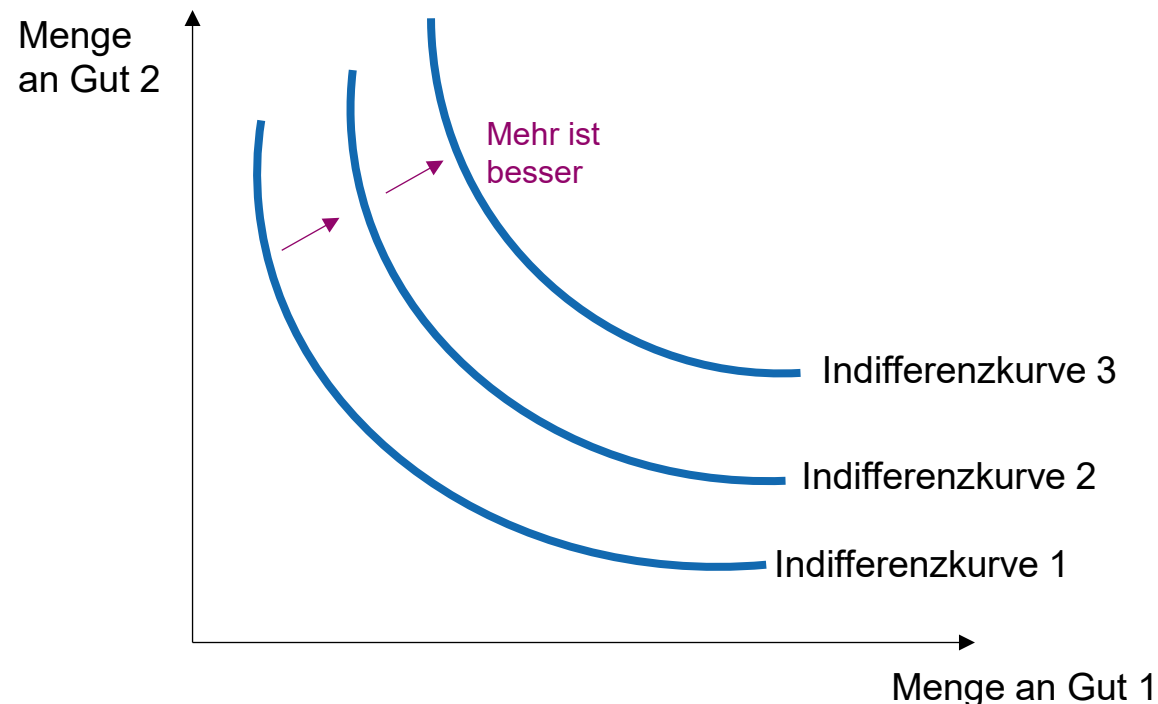 Menge
an Gut 2
Mehr ist
besser
Indifferenzkurve 3
Indifferenzkurve 2
Indifferenzkurve 1
Menge an Gut 1